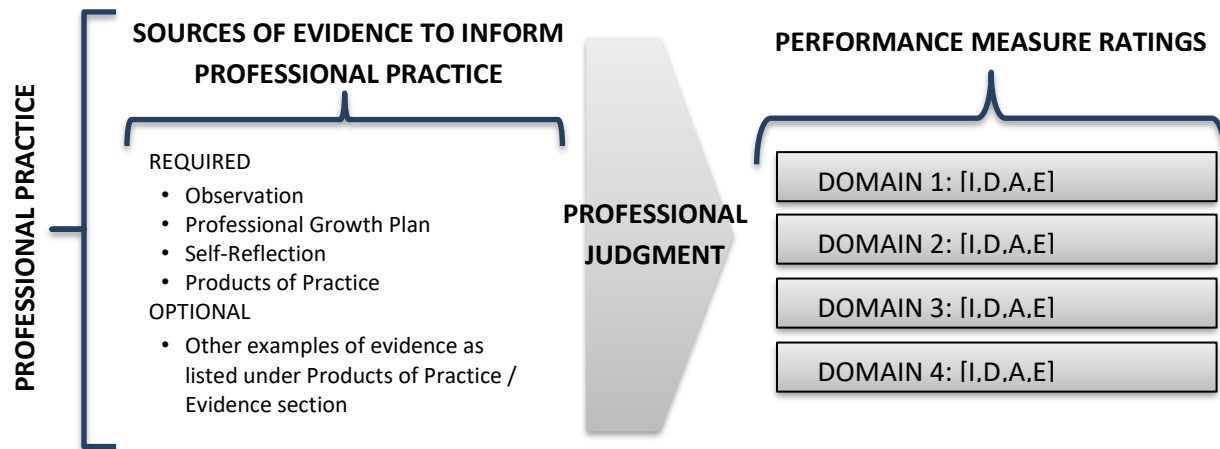 PROFESSIONAL PRACTICE
SOURCES OF EVIDENCE TO INFORM
PROFESSIONAL PRACTICE
REQUIRED
• Observation
• Professional Growth Plan
• Self-Reflection
• Products of Practice
OPTIONAL
• Other examples of evidence as
listed under Products of Practice /
Evidence section
PROFESSIONAL
JUDGMENT
PERFORMANCE MEASURE RATINGS
DOMAIN 1: [I,D,A,E]
DOMAIN 2: [I,D,A,E]
DOMAIN 3: [I,D,A,E]
DOMAIN 4: [I,D,A,E]